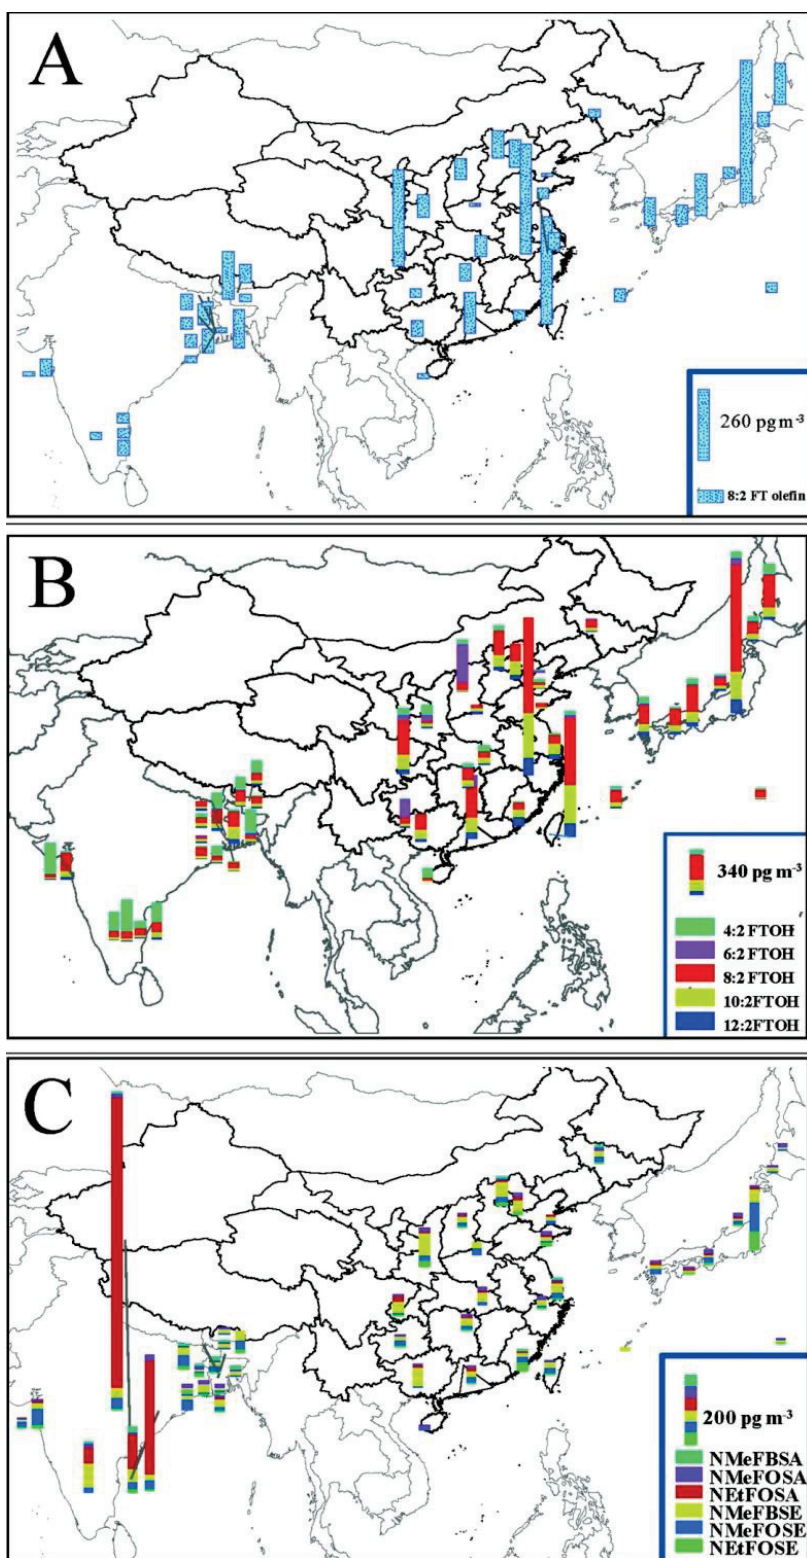 A
260 pg m⁻³
8:2 FT olefin
B
340 pg m⁻³
4:2 FTOH
6:2 FTOH
8:2 FTOH
10:2FTOH
12:2FTOH
C
200 pg m⁻³
NMeFBSA
NMeFOSA
NEtFOSA
NMeFBSE
NMeFOSE
NEtFOSE